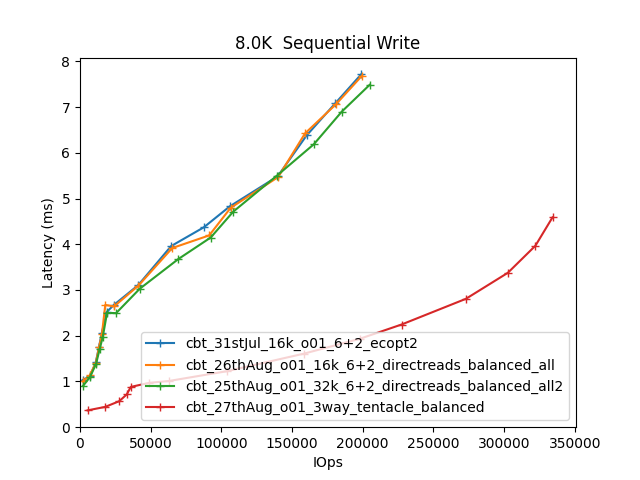 8.0K  Sequential Write
Latency (ms)
8
7
6
5
4
3
2
1
0
cbt_31stJul_16k_o01_6+2_ecopt2
cbt_26thAug_o01_16k_6+2_directreads_balanced_all
cbt_25thAug_o01_32k_6+2_directreads_balanced_all2
cbt_27thAug_o01_3way_tentacle_balanced
0 50000 100000 150000 200000 250000 300000 350000
IOps